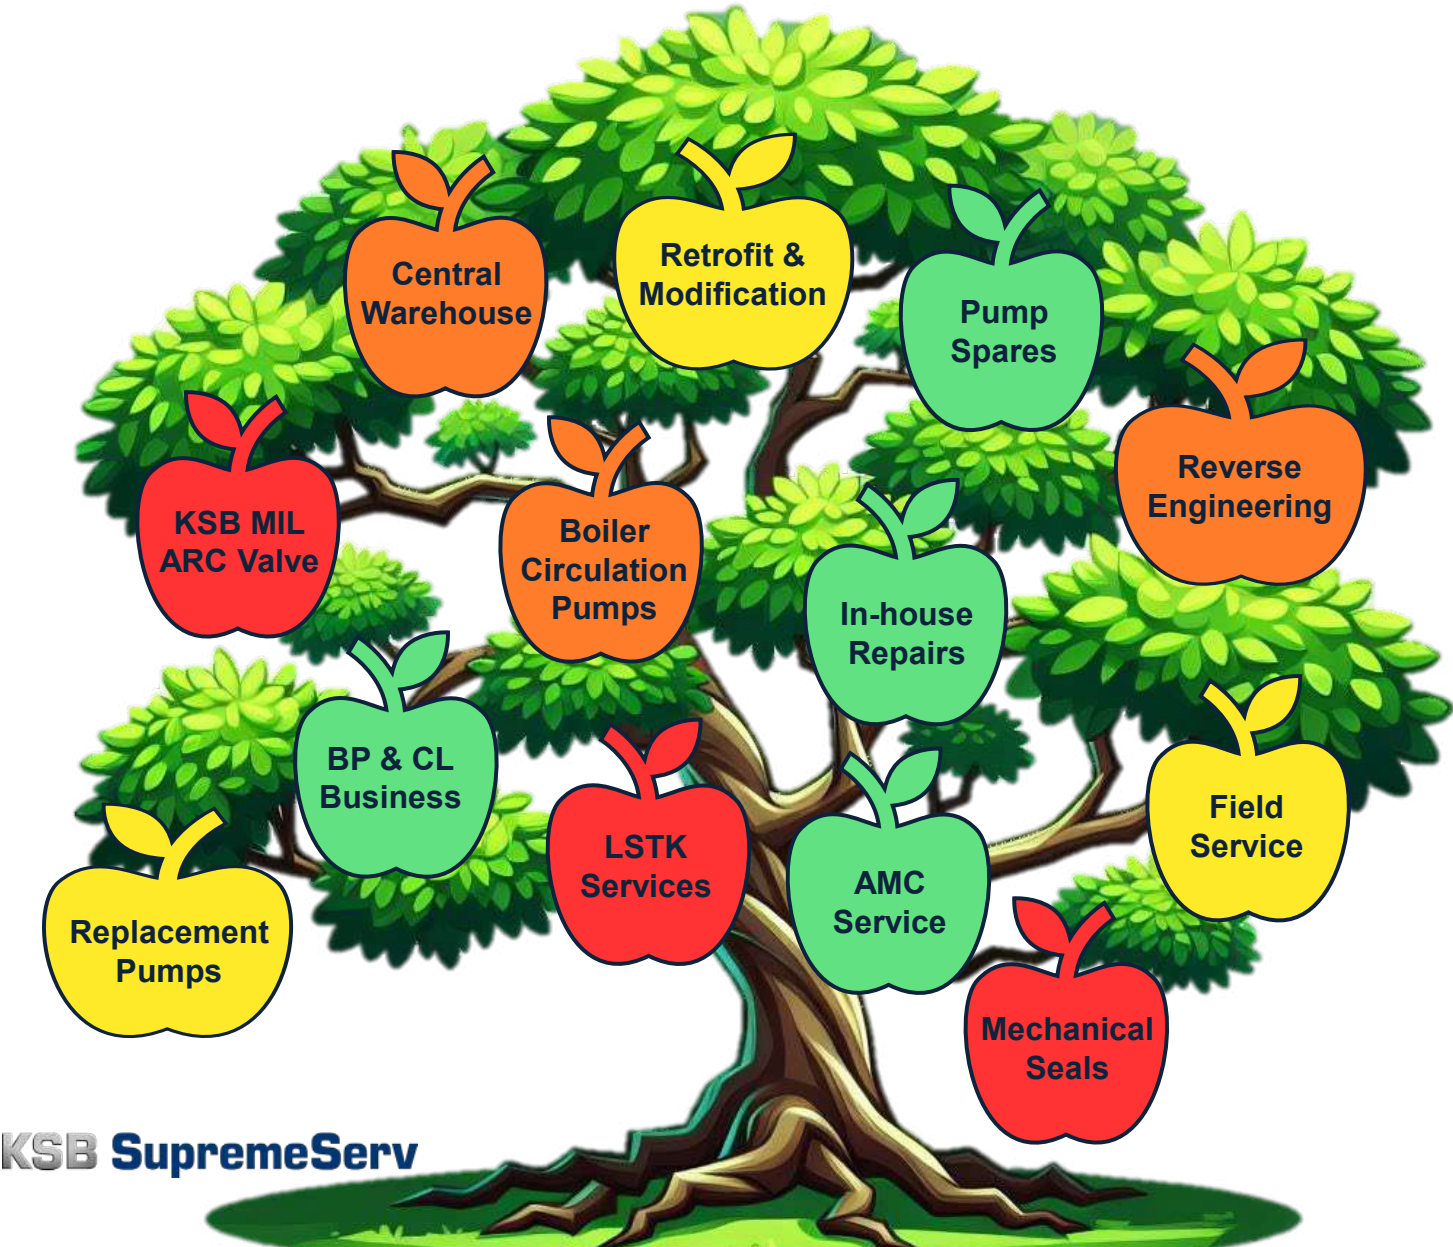 Central
Warehouse
Retrofit &
Modification
Pump
Spares
Reverse
Engineering
KSB MIL
ARC Valve
Boiler
Circulation
Pumps
In-house
Repairs
BP & CL
Business
LSTK
Services
AMC
Service
Field
Service
Replacement
Pumps
Mechanical
Seals
KSB SupremeServ